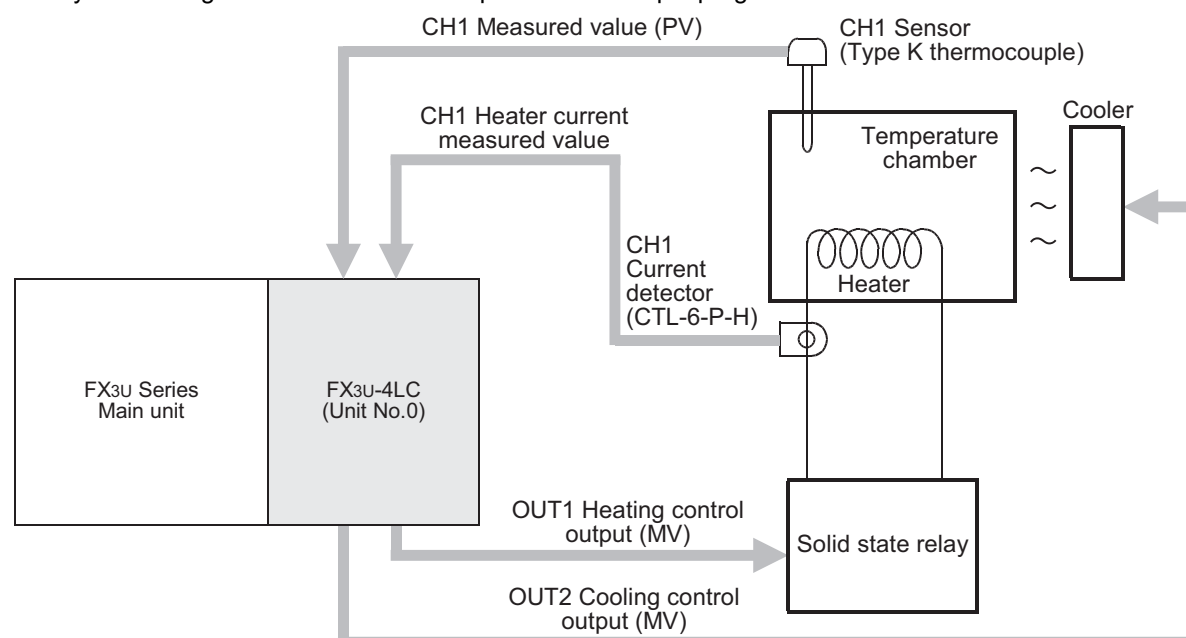 CH1 Measured value (PV)
CH1 Sensor
(Type K thermocouple)
CH1 Heater current
measured value
Temperature
chamber
Cooler
CH1
Current
detector
(CTL-6-P-H)
Heater
FX3U Series
Main unit
FX3U-4LC
(Unit No.0)
OUT1 Heating control
output (MV)
Solid state relay
OUT2 Cooling control
output (MV)